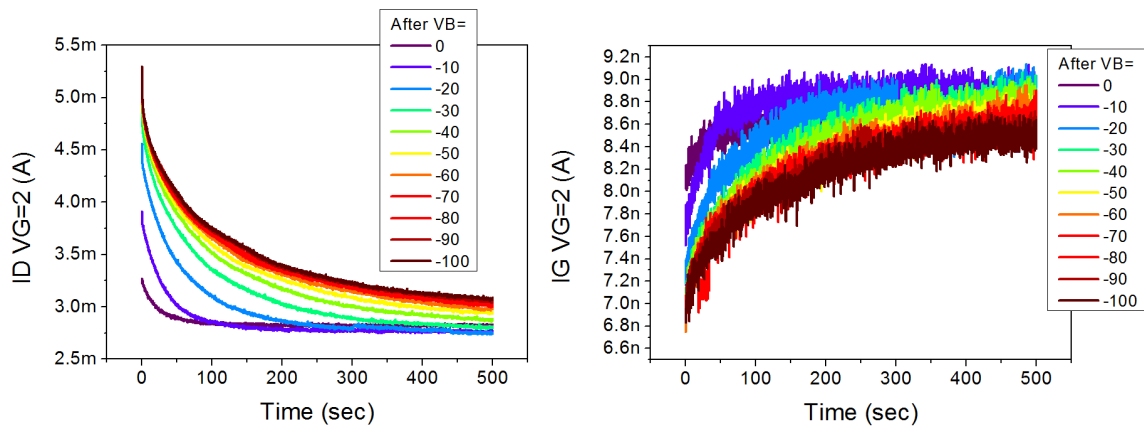 After VB=
0
-10
-20
-30
-40
-50
-60
-70
-80
-90
-100
5.5m
5.0m
4.5m
4.0m
3.5m
3.0m
2.5m
ID VG=2 (A)
0 100 200 300 400 500
Time (sec)
After VB=
0
-10
-20
-30
-40
-50
-60
-70
-80
-90
-100
9.2n
9.0n
8.8n
8.6n
8.4n
8.2n
8.0n
7.8n
7.6n
7.4n
7.2n
7.0n
6.8n
6.6n
IG VG=2 (A)
0 100 200 300 400 500
Time (sec)